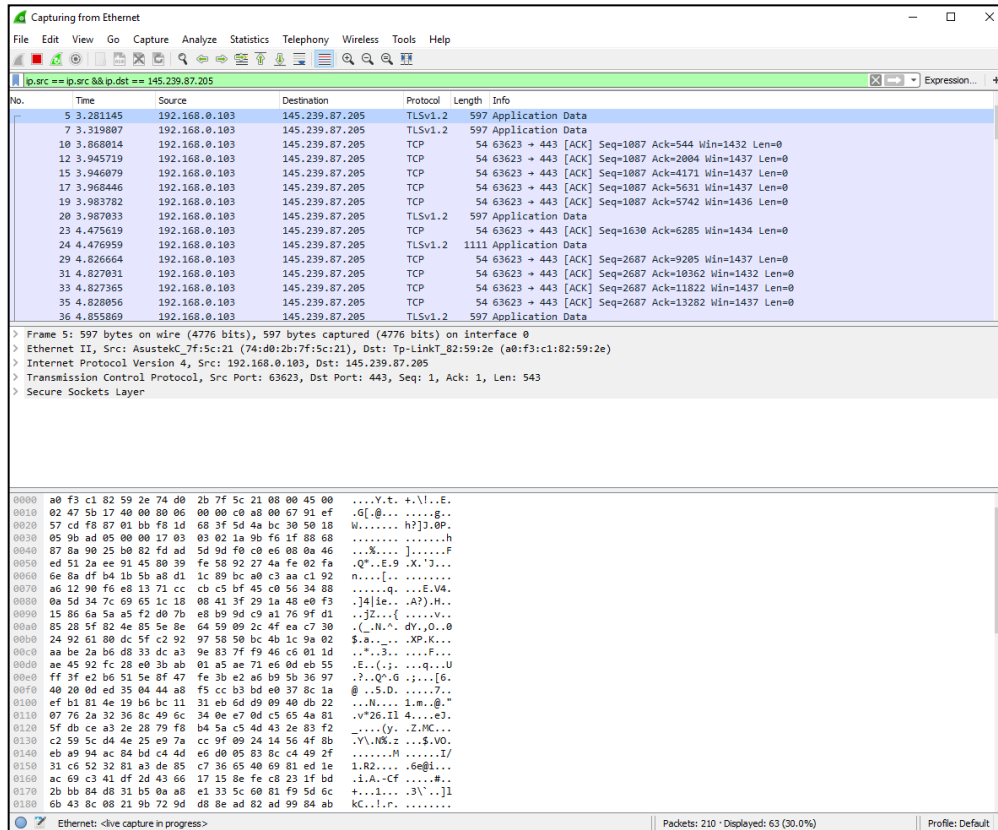 Capturing from Ethernet
File Edit View Go Capture Analyze Statistics Telephony Wireless Tools Help
ip.src == ip.src && ip.dst == 145.239.87.205 Expression... +
No. Time Source Destination Protocol Length Info
5 3.281145 192.168.0.103 145.239.87.205 TLSv1.2 597 Application Data
7 3.319807 192.168.0.103 145.239.87.205 TLSv1.2 597 Application Data
10 3.868014 192.168.0.103 145.239.87.205 TCP 54 63623 → 443 [ACK] Seq=1087 Ack=544 Win=1432 Len=0
12 3.945719 192.168.0.103 145.239.87.205 TCP 54 63623 → 443 [ACK] Seq=1087 Ack=2004 Win=1437 Len=0
15 3.946079 192.168.0.103 145.239.87.205 TCP 54 63623 → 443 [ACK] Seq=1087 Ack=4171 Win=1437 Len=0
17 3.968446 192.168.0.103 145.239.87.205 TCP 54 63623 → 443 [ACK] Seq=1087 Ack=5631 Win=1437 Len=0
19 3.983782 192.168.0.103 145.239.87.205 TCP 54 63623 → 443 [ACK] Seq=1087 Ack=5742 Win=1436 Len=0
20 3.987033 192.168.0.103 145.239.87.205 TLSv1.2 597 Application Data
23 4.475619 192.168.0.103 145.239.87.205 TCP 54 63623 → 443 [ACK] Seq=1630 Ack=6285 Win=1434 Len=0
24 4.476959 192.168.0.103 145.239.87.205 TLSv1.2 1111 Application Data
29 4.826664 192.168.0.103 145.239.87.205 TCP 54 63623 → 443 [ACK] Seq=2687 Ack=9205 Win=1437 Len=0
31 4.827031 192.168.0.103 145.239.87.205 TCP 54 63623 → 443 [ACK] Seq=2687 Ack=10362 Win=1432 Len=0
33 4.827365 192.168.0.103 145.239.87.205 TCP 54 63623 → 443 [ACK] Seq=2687 Ack=11822 Win=1437 Len=0
35 4.828056 192.168.0.103 145.239.87.205 TCP 54 63623 → 443 [ACK] Seq=2687 Ack=13282 Win=1437 Len=0
36 4.855869 192.168.0.103 145.239.87.205 TLSv1.2 597 Application Data
> Frame 5: 597 bytes on wire (4776 bits), 597 bytes captured (4776 bits) on interface 0
> Ethernet II, Src: AsustekC_7f:5c:21 (74:d0:2b:7f:5c:21), Dst: Tp-LinkT_82:59:2e (a0:f3:c1:82:59:2e)
> Internet Protocol Version 4, Src: 192.168.0.103, Dst: 145.239.87.205
> Transmission Control Protocol, Src Port: 63623, Dst Port: 443, Seq: 1, Ack: 1, Len: 543
> Secure Sockets Layer
0000 a0 f3 c1 82 59 2e 74 d0 2b 7f 5c 21 08 00 45 00 ....Y.t. +.\!..E.
0010 02 47 5b 17 40 00 80 06 00 00 c0 a8 00 67 91 ef .G[.@... .....g..
0020 57 cd f8 87 01 bb f8 1d 68 3f 5d 4a bc 30 50 18 W....... h?]J.0P.
0030 05 9b ad 05 00 00 17 03 03 02 1a 9b f6 1f 88 68 ........ .......h
0040 87 8a 90 25 b0 82 fd ad 5d 9d f0 c0 e6 08 0a 46 ...%.... ]......F
0050 ed 51 2a ee 91 45 80 39 fe 58 92 27 4a fe 02 fa .Q*..E.9 .X.'J...
0060 6e 8a df b4 1b 5b a8 d1 1c 89 bc a0 c3 aa c1 92 n....[.. ........
0070 a6 12 90 f6 e8 13 71 cc cb c5 bf 45 c0 56 34 88 ......q. ...E.V4.
0080 0a 5d 34 7c 69 65 1c 18 08 41 3f 29 1a 48 e0 f3 .]4|ie.. .A?).H..
0090 15 86 6a 5a a5 f2 d0 7b e8 b9 9d c9 a1 76 9f d1 ..jZ...{ .....v..
00a0 85 28 5f 82 4e 85 5e 8e 64 59 09 2c 4f ea c7 30 .(_.N.^. dY.,O..0
00b0 24 92 61 80 dc 5f c2 92 97 58 50 bc 4b 1c 9a 02 $.a.._.. .XP.K...
00c0 aa be 2a b6 d8 33 dc a3 9e 83 7f f9 46 c6 01 1d ..*..3.. ....F...
00d0 ae 45 92 fc 28 e0 3b ab 01 a5 ae 71 e6 0d eb 55 .E..(.;. ...q...U
00e0 ff 3f e2 b6 51 5e 8f 47 fe 3b e2 a6 b9 5b 36 97 .?..Q^.G .;...[6.
00f0 40 20 0d ed 35 04 44 a8 f5 cc b3 bd e0 37 8c 1a @ ..5.D. .....7..
0100 ef b1 81 4e 19 b6 bc 11 31 eb 6d d9 09 40 db 22 ...N.... 1.m..@."
0110 07 76 2a 32 36 8c 49 6c 34 0e e7 0d c5 65 4a 81 .v*26.Il 4....eJ.
0120 5f db ce a3 2e 28 79 f8 b4 5a c5 4d 43 2e 83 f2 _....(y. .Z.MC...
0130 c2 59 5c d4 4e 25 e9 7a cc 9f 09 24 14 56 4f 8b .Y\.N%.z ...$.VO.
0140 eb a9 94 ac 84 bd c4 4d e6 d0 05 83 8c c4 49 2f .......M ......I/
0150 31 c6 52 32 81 a3 de 85 c7 36 65 40 69 81 ed 1e 1.R2.... .6e@i...
0160 ac 69 c3 41 df 2d 43 66 17 15 8e fe c8 23 1f bd .i.A.-Cf .....#..
0170 2b bb 84 d8 31 b5 0a a8 e1 33 5c 60 81 f9 5d 6c +...1... .3\`..]l
0180 6b 43 8c 08 21 9b 72 9d d8 8e ad 82 ad 99 84 ab kC..!.r. ........
Ethernet: <live capture in progress> Packets: 210 · Displayed: 63 (30.0%) Profile: Default